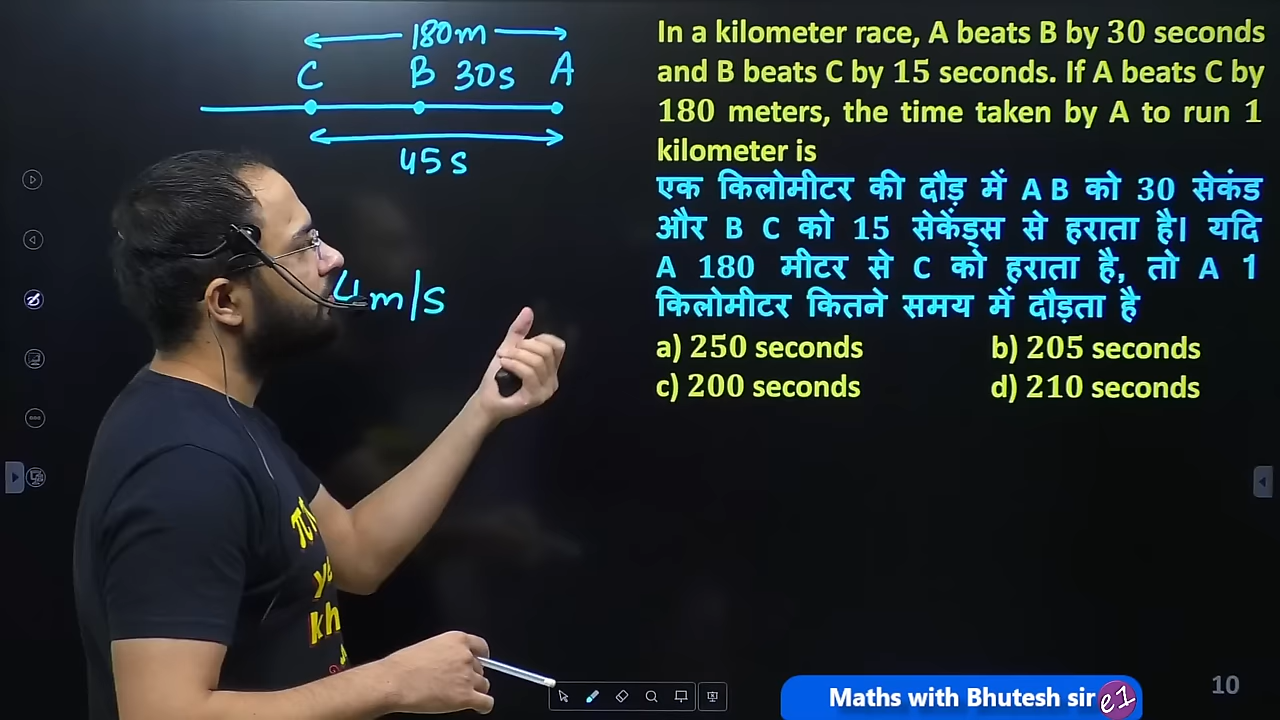 180m
C B 30s A
45s
4m/s
In a kilometer race, A beats B by 30 seconds
and B beats C by 15 seconds. If A beats C by
180 meters, the time taken by A to run 1
kilometer is
एक किलोमीटर की दौड़ में A B को 30 सेकंड
और B C को 15 सेकेंड्स से हराता है। यदि
A 180 मीटर से C को हराता है, तो A 1
किलोमीटर कितने समय में दौड़ता है
a) 250 seconds b) 205 seconds
c) 200 seconds d) 210 seconds
Maths with Bhutesh sir e1
10